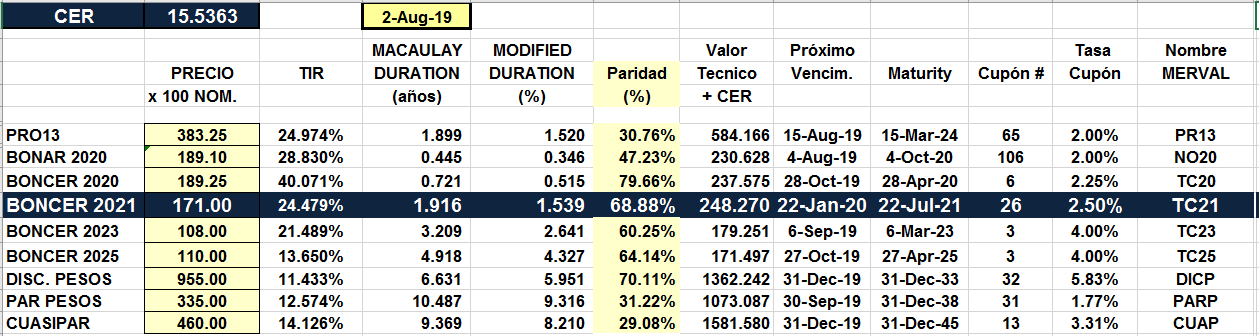 CER 15.5363 2-Aug-19
MACAULAY MODIFIED Valor Próximo Tasa Nombre
PRECIO TIR DURATION DURATION Paridad Tecnico Vencim. Maturity Cupón # Cupón MERVAL
x 100 NOM. (años) (%) (%) + CER
PRO13 383.25 24.974% 1.899 1.520 30.76% 584.166 15-Aug-19 15-Mar-24 65 2.00% PR13
BONAR 2020 189.10 28.830% 0.445 0.346 47.23% 230.628 4-Aug-19 4-Oct-20 106 2.00% NO20
BONCER 2020 189.25 40.071% 0.721 0.515 79.66% 237.575 28-Oct-19 28-Apr-20 6 2.25% TC20
BONCER 2021 171.00 24.479% 1.916 1.539 68.88% 248.270 22-Jan-20 22-Jul-21 26 2.50% TC21
BONCER 2023 108.00 21.489% 3.209 2.641 60.25% 179.251 6-Sep-19 6-Mar-23 3 4.00% TC23
BONCER 2025 110.00 13.650% 4.918 4.327 64.14% 171.497 27-Oct-19 27-Apr-25 3 4.00% TC25
DISC. PESOS 955.00 11.433% 6.631 5.951 70.11% 1362.242 31-Dec-19 31-Dec-33 32 5.83% DICP
PAR PESOS 335.00 12.574% 10.487 9.316 31.22% 1073.087 30-Sep-19 31-Dec-38 31 1.77% PARP
CUASIPAR 460.00 14.126% 9.369 8.210 29.08% 1581.580 31-Dec-19 31-Dec-45 13 3.31% CUAP